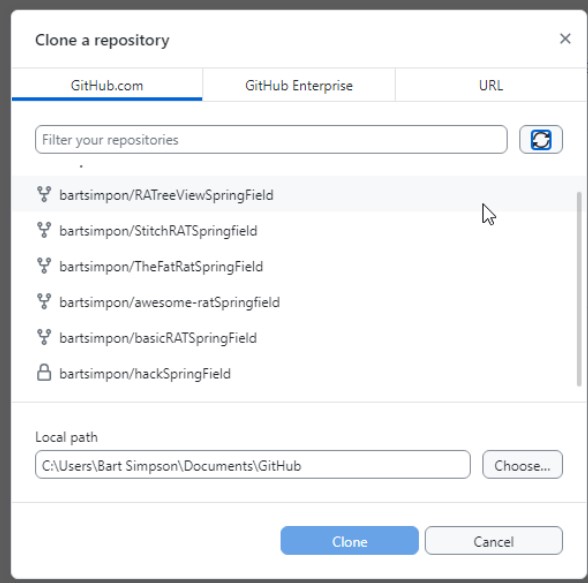 Clone a repository
GitHub.com
GitHub Enterprise
URL
Filter your repositories
bartsimpon/RATreeViewSpringField
bartsimpon/StitchRATSpringfield
bartsimpon/TheFatRatSpringField
bartsimpon/awesome-ratSpringfield
bartsimpon/basicRATSpringField
bartsimpon/hackSpringField
Local path
C:\Users\Bart Simpson\Documents\GitHub
Choose...
Clone
Cancel